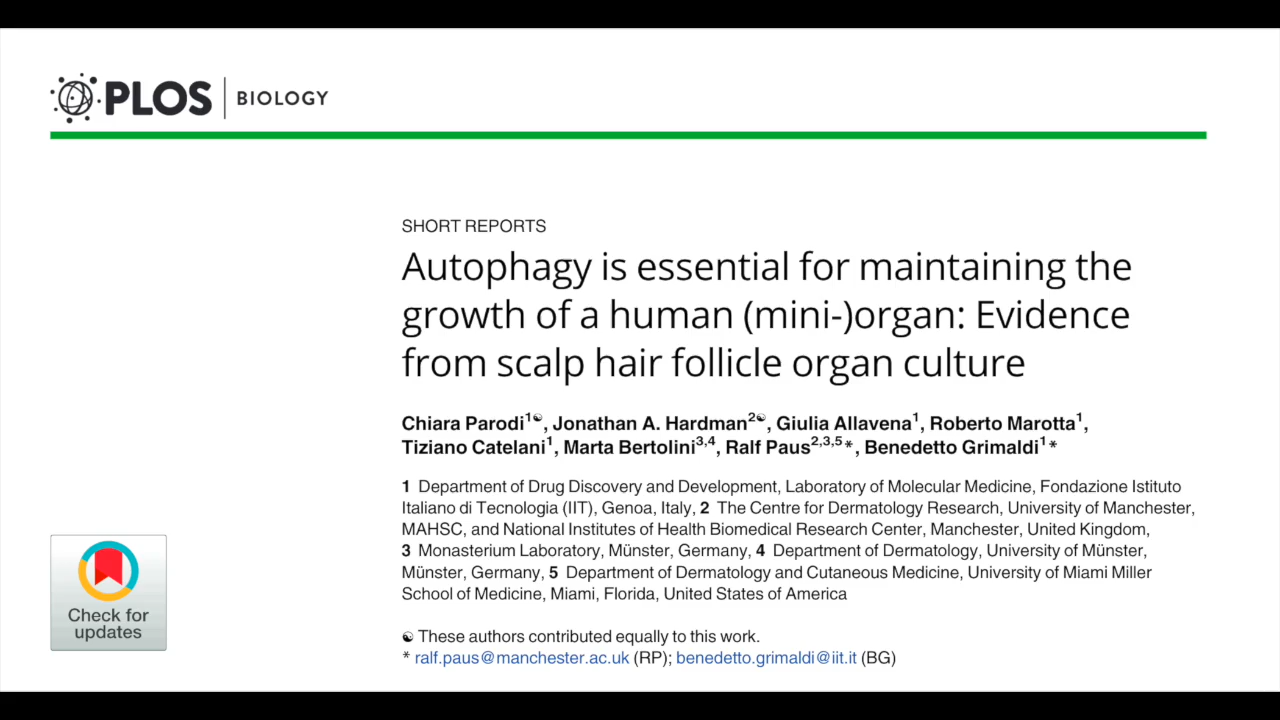 PLOS BIOLOGY
SHORT REPORTS
Autophagy is essential for maintaining the
growth of a human (mini-)organ: Evidence
from scalp hair follicle organ culture
Chiara Parodi1☯, Jonathan A. Hardman2☯, Giulia Allavena1, Roberto Marotta1,
Tiziano Catelani1, Marta Bertolini3,4, Ralf Paus2,3,5*, Benedetto Grimaldi1*
1 Department of Drug Discovery and Development, Laboratory of Molecular Medicine, Fondazione Istituto
Italiano di Tecnologia (IIT), Genoa, Italy, 2 The Centre for Dermatology Research, University of Manchester,
MAHSC, and National Institutes of Health Biomedical Research Center, Manchester, United Kingdom,
3 Monasterium Laboratory, Münster, Germany, 4 Department of Dermatology, University of Münster,
Münster, Germany, 5 Department of Dermatology and Cutaneous Medicine, University of Miami Miller
School of Medicine, Miami, Florida, United States of America
Check for
updates
☯ These authors contributed equally to this work.
* ralf.paus@manchester.ac.uk (RP); benedetto.grimaldi@iit.it (BG)